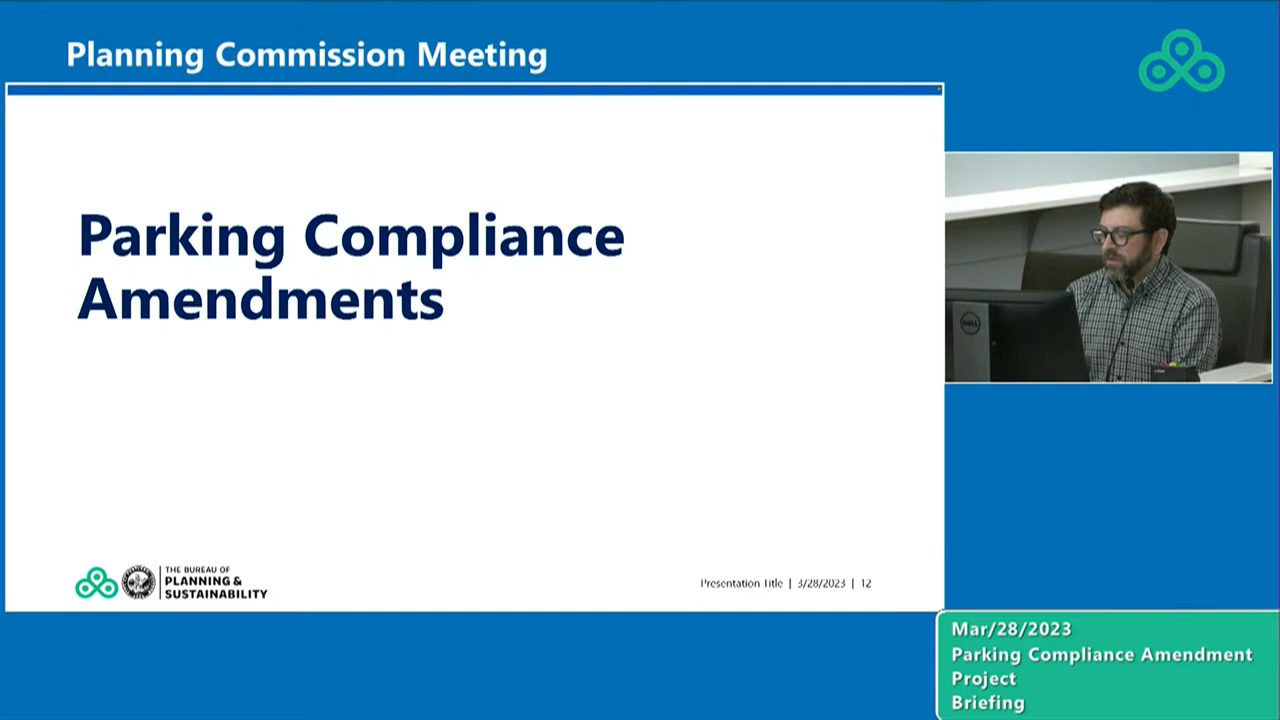 Planning Commission Meeting
Parking Compliance
Amendments
THE BUREAU OF
PLANNING &
SUSTAINABILITY
Presentation Title | 3/28/2023 | 12
DELL
Mar/28/2023
Parking Compliance Amendment
Project
Briefing